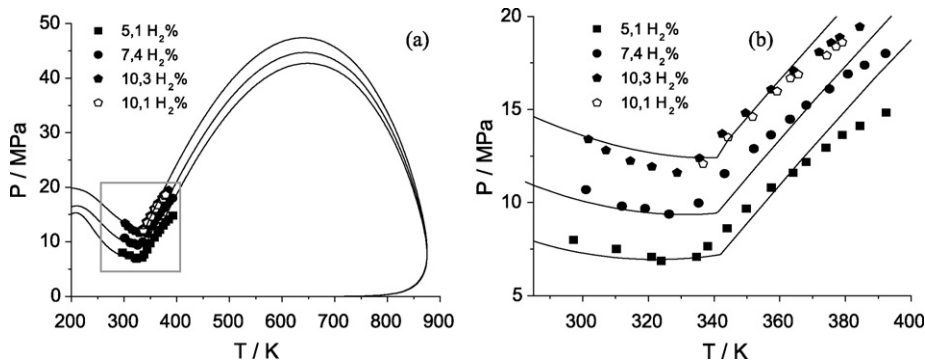 (a)
5,1 H₂%
7,4 H₂%
10,3 H₂%
10,1 H₂%
P / MPa
50
40
30
20
10
0
200 300 400 500 600 700 800 900
T / K
(b)
5,1 H₂%
7,4 H₂%
10,3 H₂%
10,1 H₂%
P / MPa
20
15
10
5
300 320 340 360 380 400
T / K